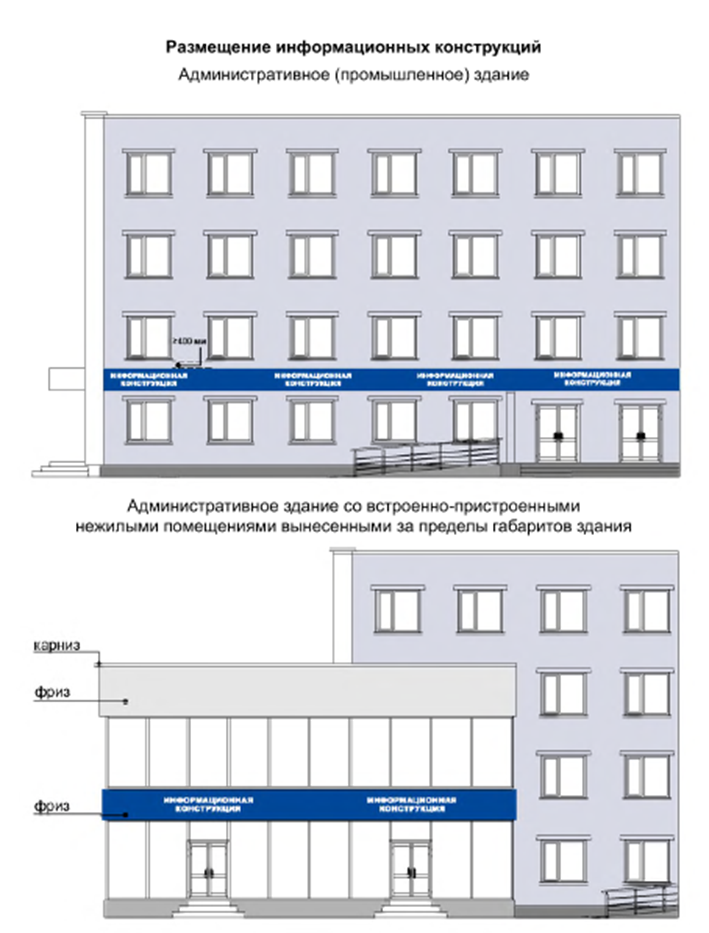 Размещение информационных конструкций
Административное (промышленное) здание
≥100 мм
ИНФОРМАЦИОННАЯ ИНФОРМАЦИОННАЯ ИНФОРМАЦИОННАЯ ИНФОРМАЦИОННАЯ
КОНСТРУКЦИЯ КОНСТРУКЦИЯ КОНСТРУКЦИЯ КОНСТРУКЦИЯ
Административное здание со встроенно-пристроенными
нежилыми помещениями вынесенными за пределы габаритов здания
карниз
фриз
фриз
ИНФОРМАЦИОННАЯ ИНФОРМАЦИОННАЯ
КОНСТРУКЦИЯ КОНСТРУКЦИЯ